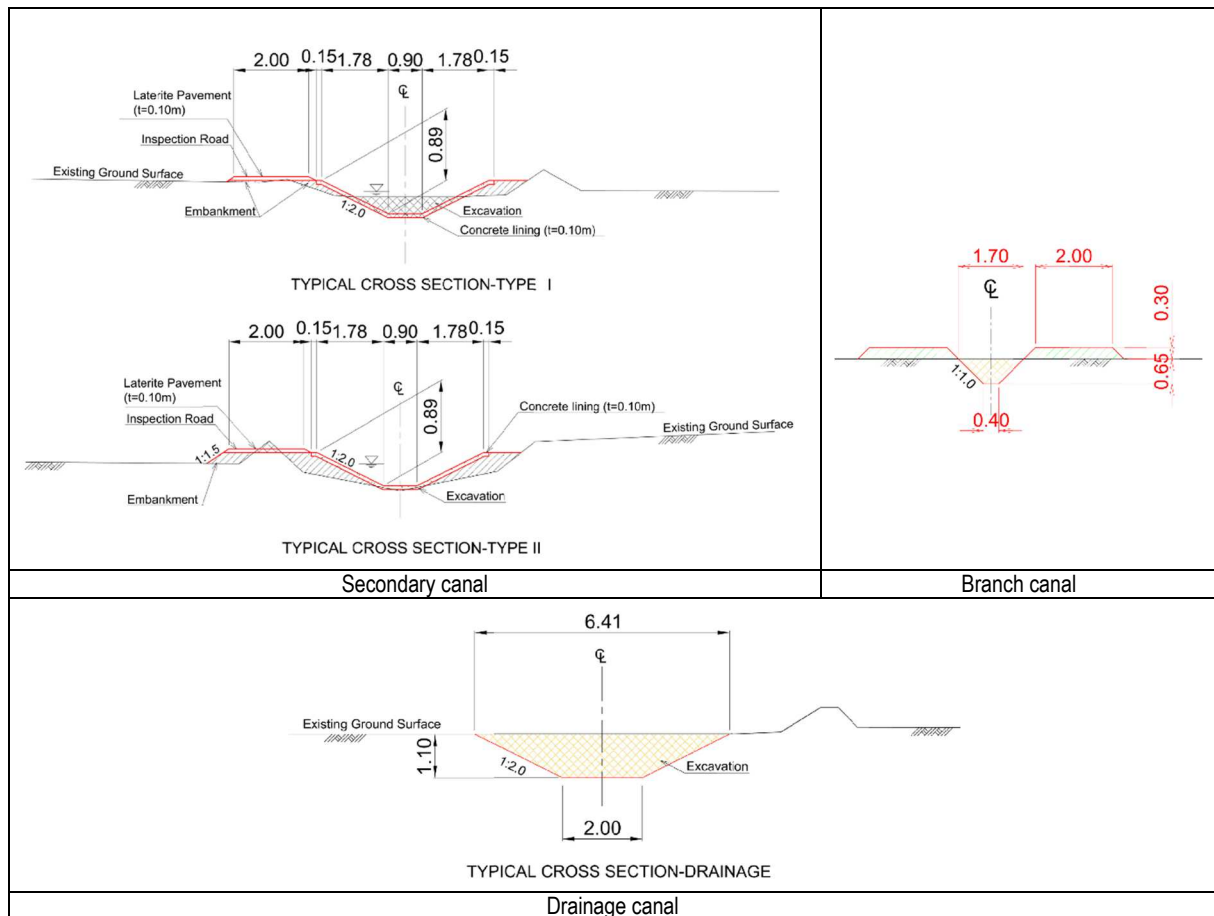 2.00 0.15 1.78 0.90 1.78 0.15
℄
Laterite Pavement
(t=0.10m)
Inspection Road
0.89
Existing Ground Surface
Embankment
1:2.0
Excavation
Concrete lining (t=0.10m)
TYPICAL CROSS SECTION-TYPE I
2.00 0.15 1.78 0.90 1.78 0.15
℄
Laterite Pavement
(t=0.10m)
Inspection Road
0.89
Concrete lining (t=0.10m)
Existing Ground Surface
1:1.5
1:2.0
Embankment
Excavation
TYPICAL CROSS SECTION-TYPE II
Secondary canal
1.70 2.00
℄
0.30
0.65
1:1.0
0.40
Branch canal
6.41
℄
Existing Ground Surface
1.10
1:2.0
Excavation
2.00
TYPICAL CROSS SECTION-DRAINAGE
Drainage canal